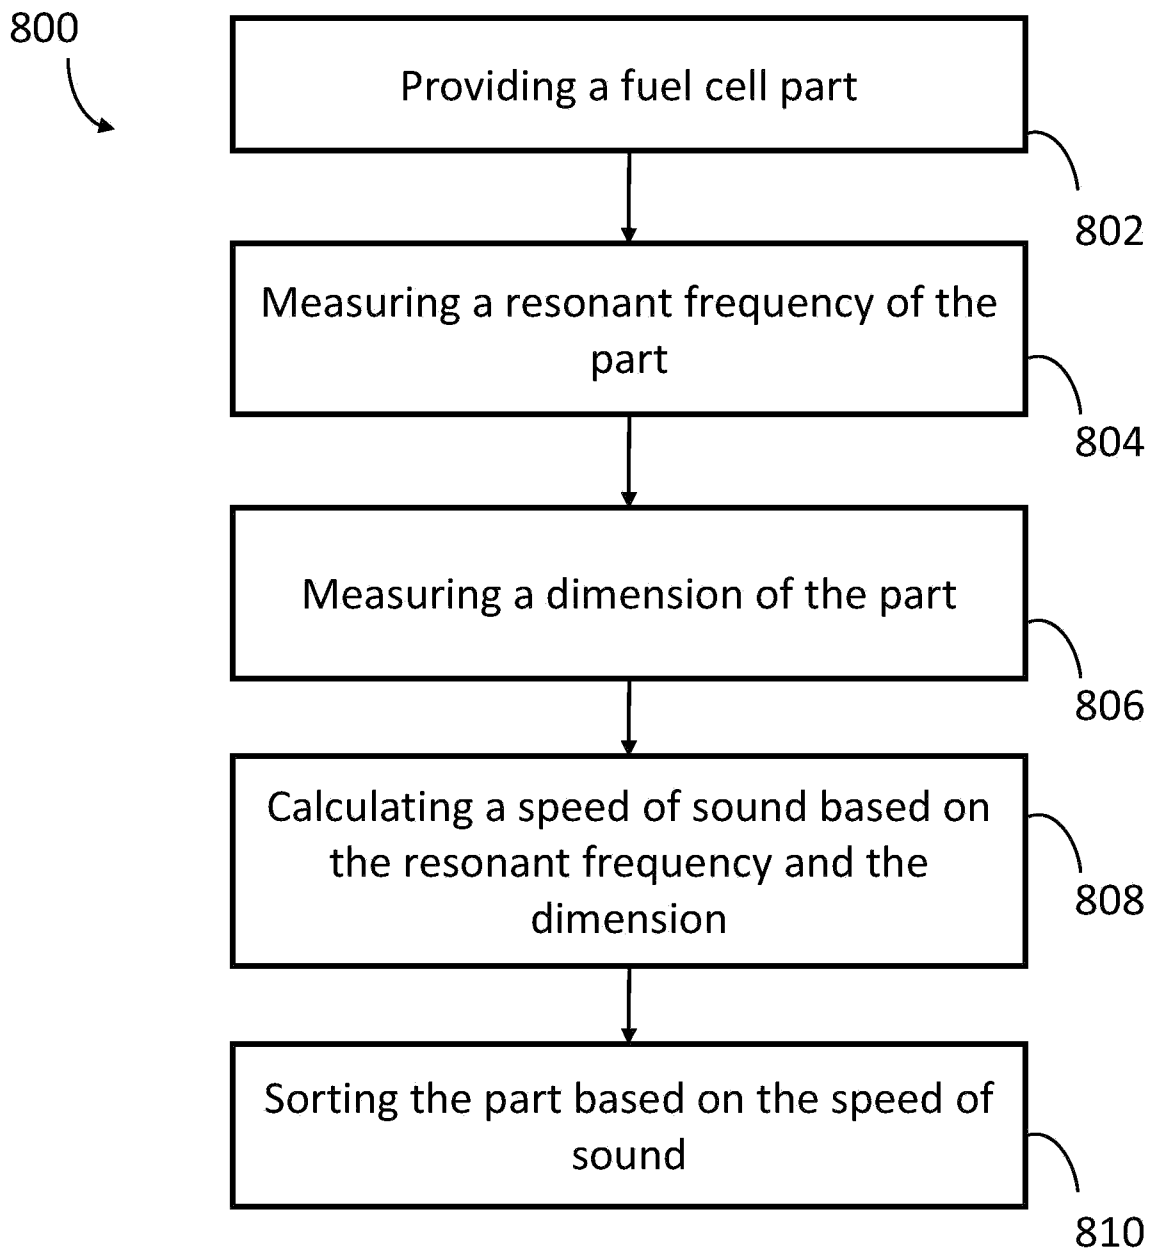 800
Providing a fuel cell part
802
Measuring a resonant frequency of the
part
804
Measuring a dimension of the part
806
Calculating a speed of sound based on
the resonant frequency and the
dimension
808
Sorting the part based on the speed of
sound
810